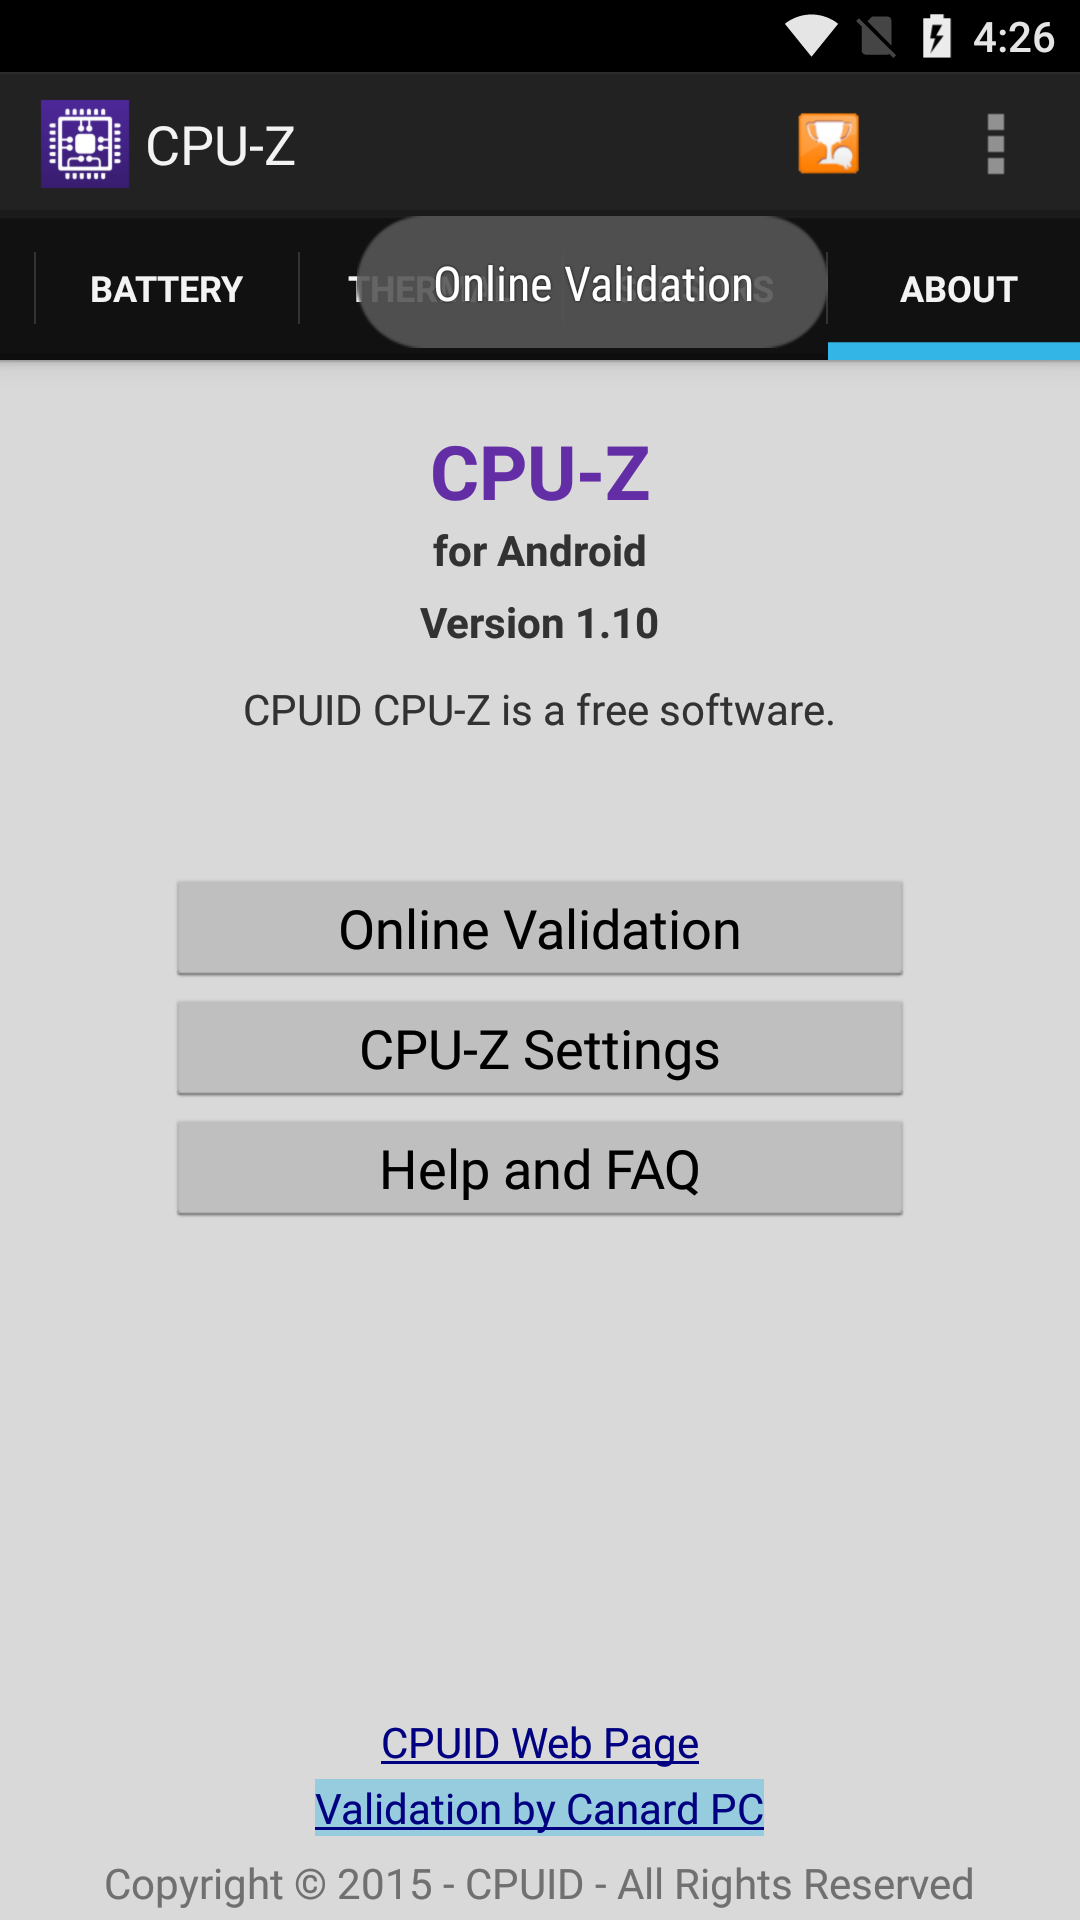 4:26
CPU-Z
BATTERY
Online Validation
ABOUT
CPU-Z
for Android
Version 1.10
CPUID CPU-Z is a free software.
Online Validation
CPU-Z Settings
Help and FAQ
CPUID Web Page
Validation by Canard PC
Copyright © 2015 - CPUID - All Rights Reserved